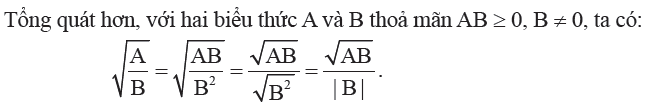 Tổng quát hơn, với hai biểu thức A và B thoả mãn AB ≥ 0, B ≠ 0, ta có:
√(A/B) = √(AB/B²) = √(AB)/√(B²) = √(AB)/|B|.